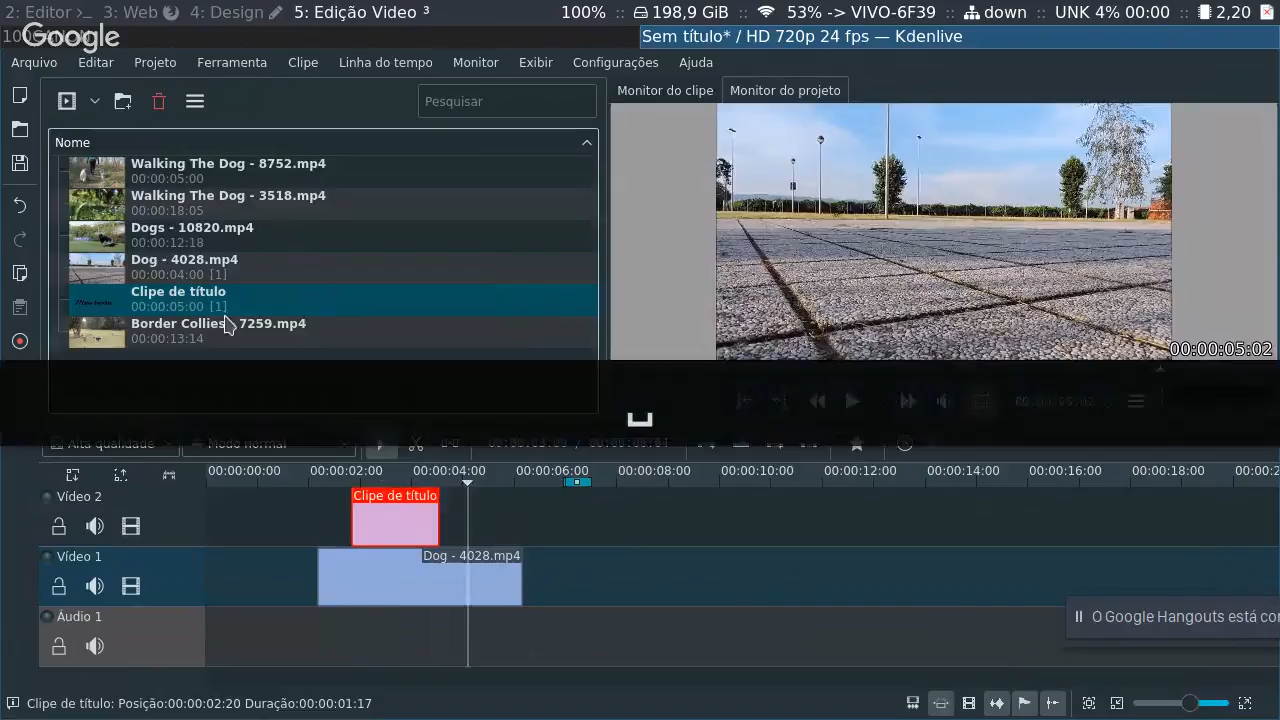 2: Editor >_ 3: Web 4: Design 5: Edição Video ³ 100% :: 198,9 GiB :: 53% -> VIVO-6F39 :: down :: UNK 4% 00:00 :: 2,20
Google
Sem título* / HD 720p 24 fps — Kdenlive
Arquivo Editar Projeto Ferramenta Clipe Linha do tempo Monitor Exibir Configurações Ajuda
Pesquisar
Monitor do clipe Monitor do projeto
Nome
Walking The Dog - 8752.mp4
00:00:05:00
Walking The Dog - 3518.mp4
00:00:18:05
Dogs - 10820.mp4
00:00:12:18
Dog - 4028.mp4
00:00:04:00 [1]
Clipe de título
00:00:05:00 [1]
Border Collies 7259.mp4
00:00:13:14
00:00:05:02
00:00:05:02
Alta qualidade Modo normal
00:00:00:00 00:00:02:00 00:00:04:00 00:00:06:00 00:00:08:00 00:00:10:00 00:00:12:00 00:00:14:00 00:00:16:00 00:00:18:00 00:00:2
Vídeo 2
Clipe de título
Vídeo 1
Dog - 4028.mp4
Áudio 1
O Google Hangouts está co
Clipe de título: Posição:00:00:02:20 Duração:00:00:01:17